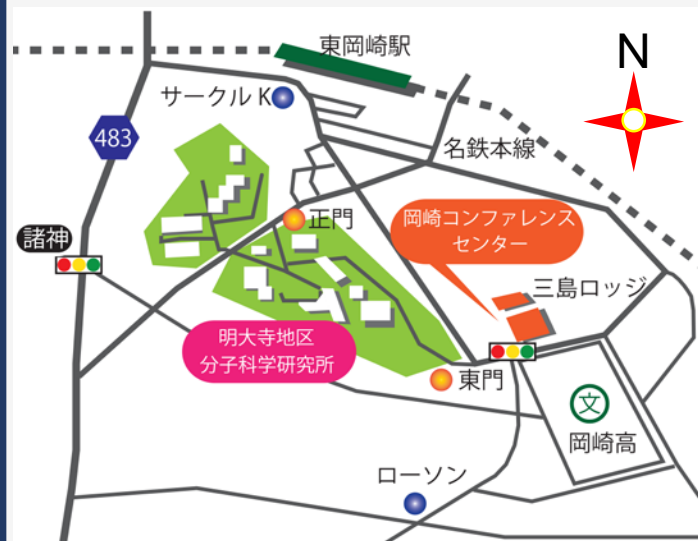 東岡崎駅
N
サークル K
483
名鉄本線
正門
岡崎コンファレンス
センター
諸神
三島ロッジ
明大寺地区
分子科学研究所
東門
文
岡崎高
ローソン